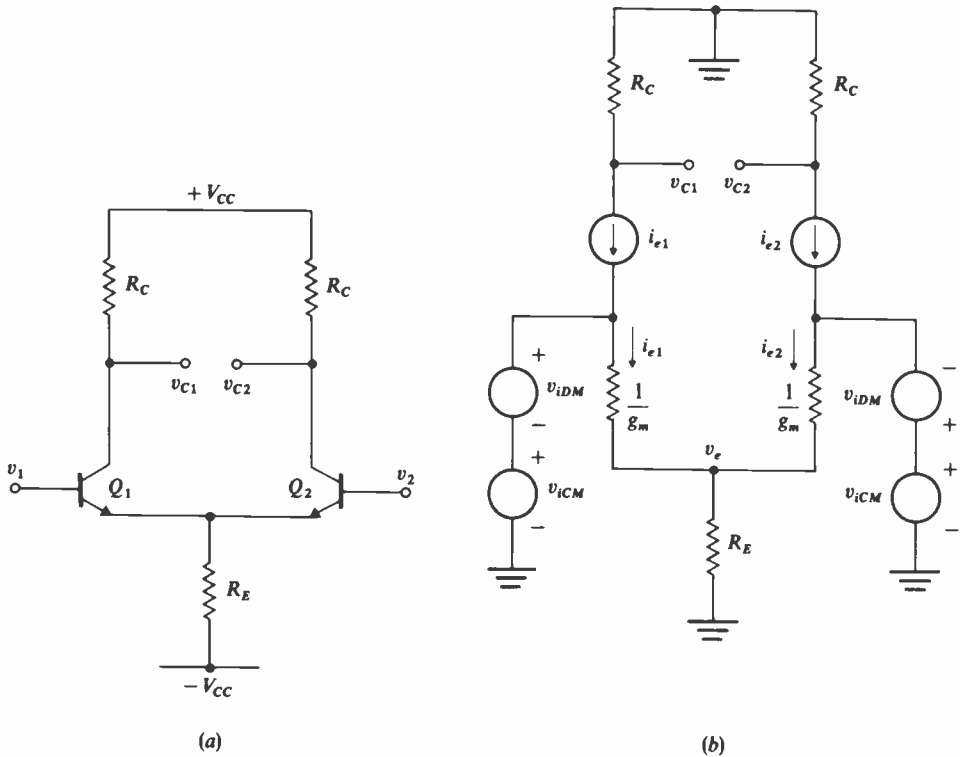 + V_CC
R_C
R_C
v_C1
v_C2
v_1
Q_1
Q_2
v_2
R_E
− V_CC
(a)
R_C
R_C
v_C1
v_C2
i_e1
i_e2
+
i_e1
i_e2
−
v_iDM
1/g_m
1/g_m
v_iDM
−
+
+
v_e
+
v_iCM
v_iCM
−
−
R_E
(b)